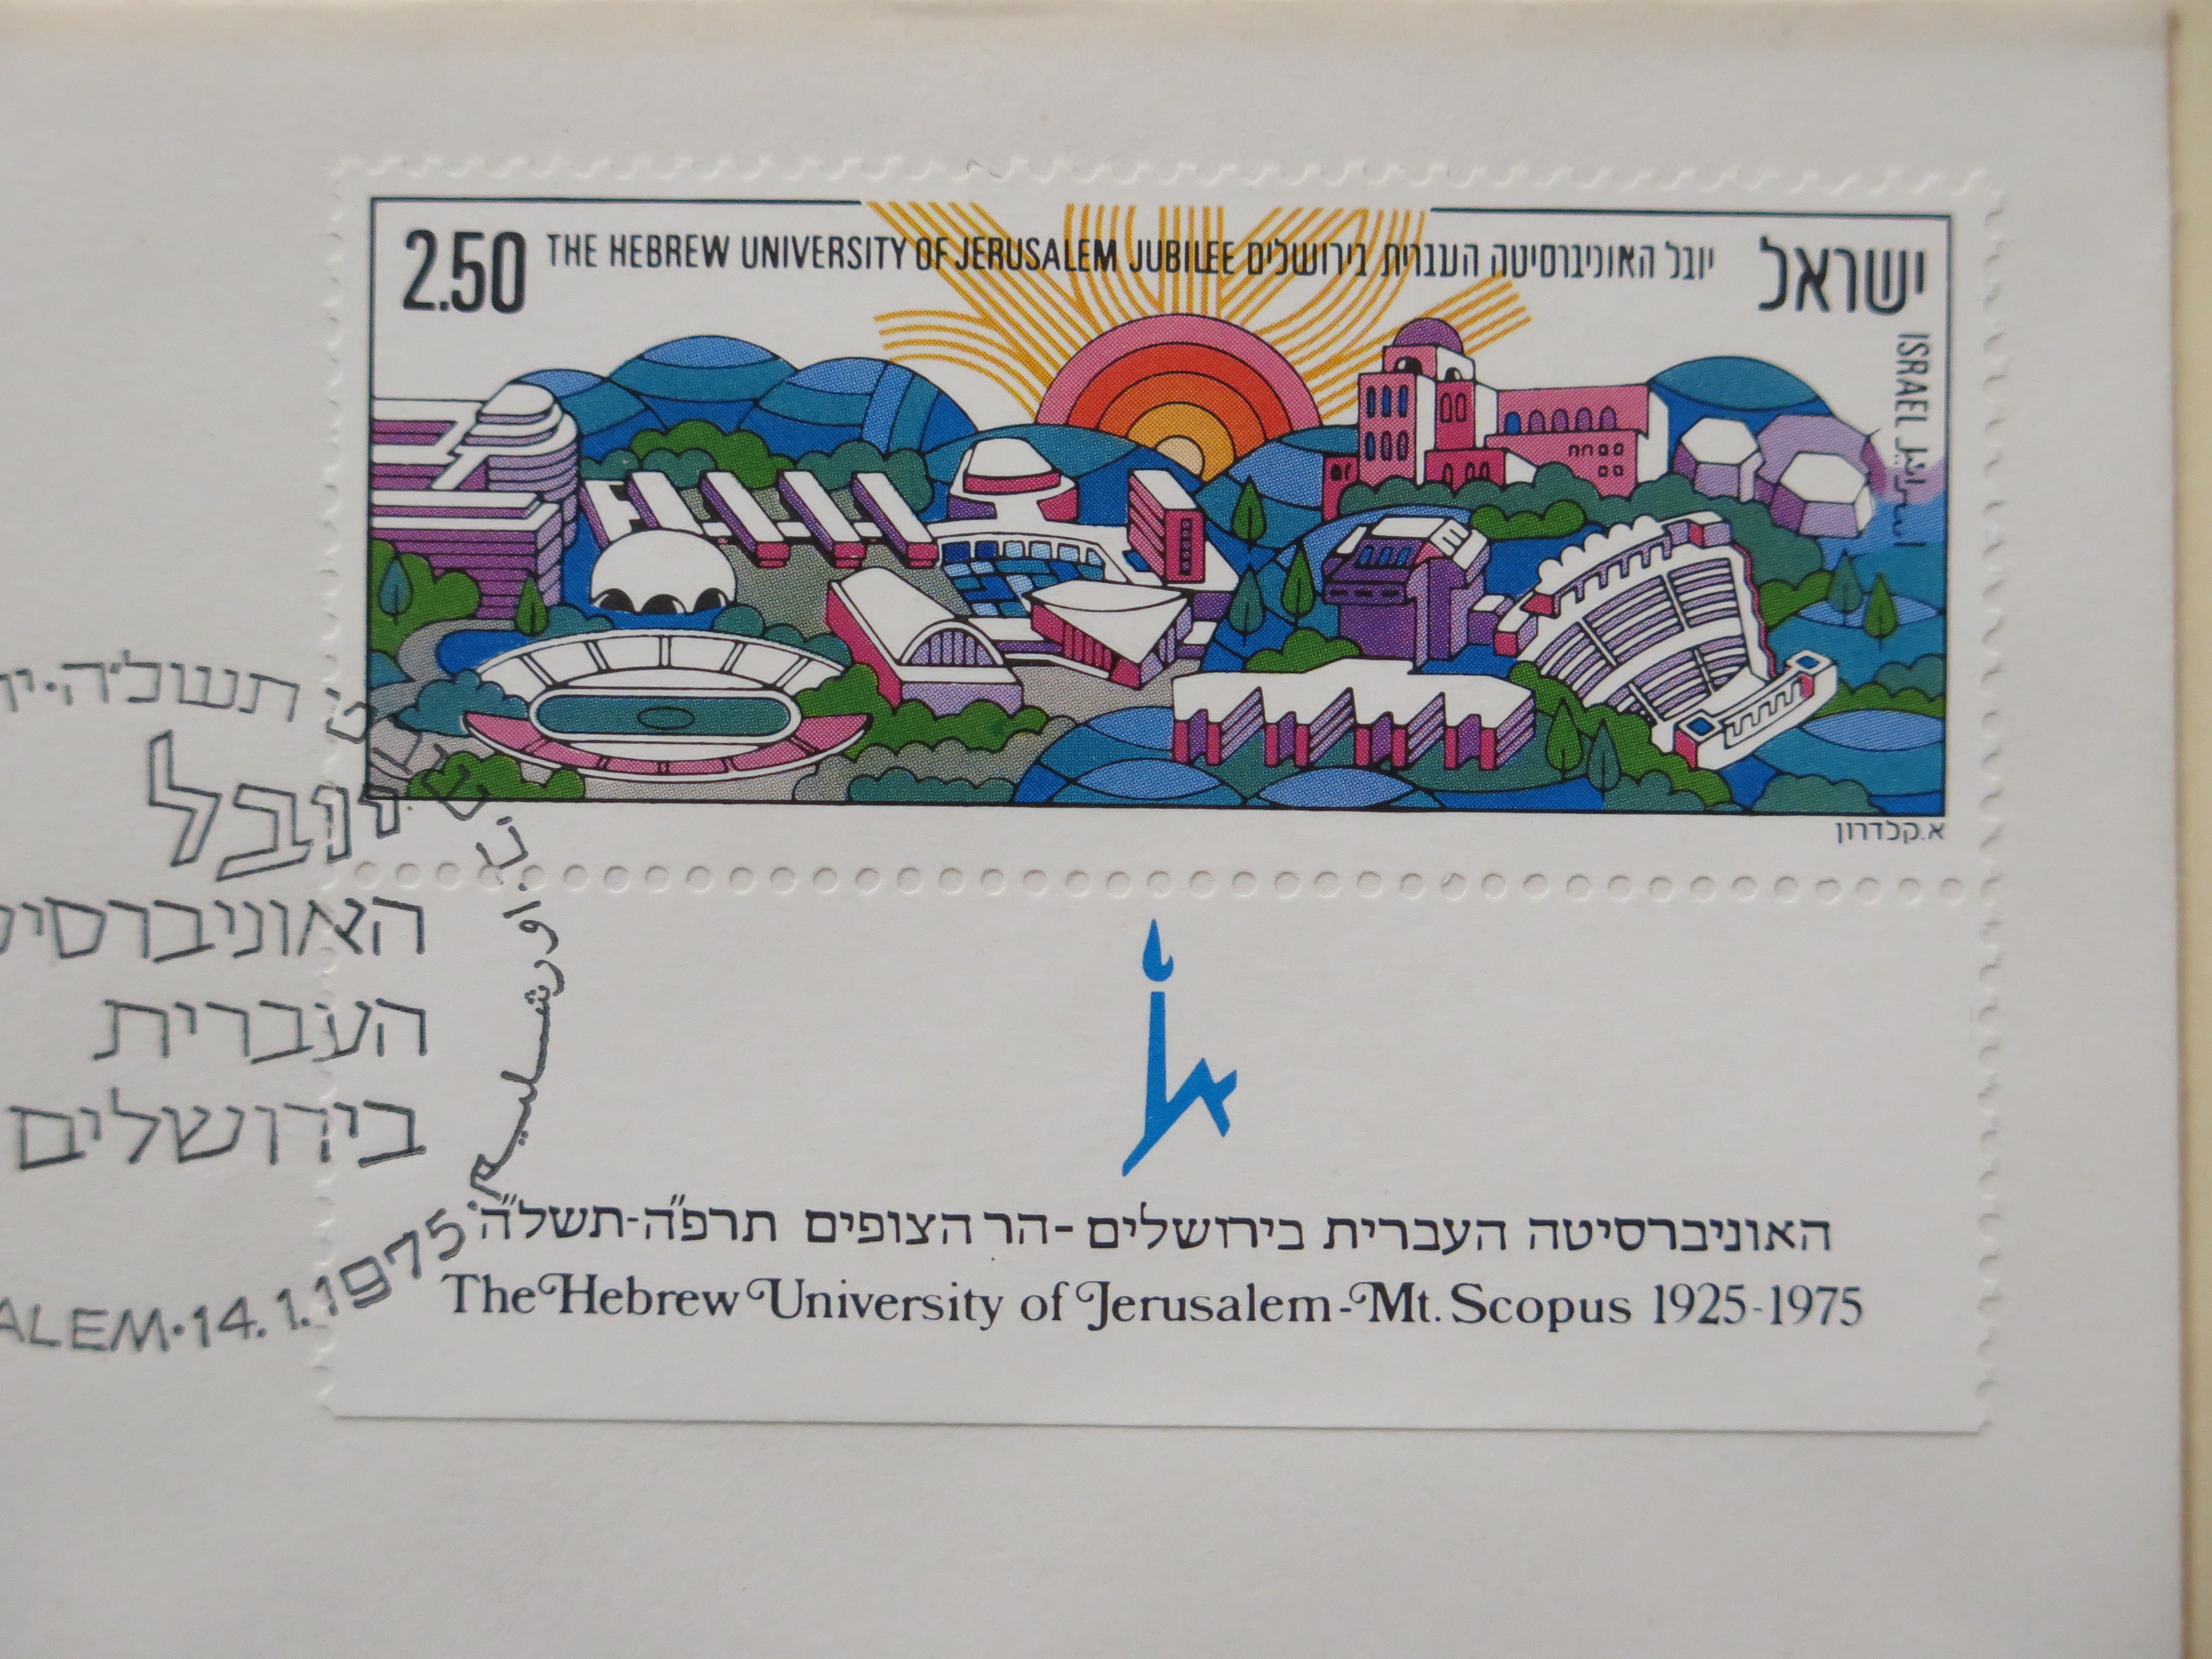 2.50 THE HEBREW UNIVERSITY OF JERUSALEM JUBILEE יובל האוניברסיטה העברית בירושלים ישראל
ISRAEL اسرائيل
א.קלדרון
תשל״ה
יובל
העברית
בירושלים
14.1.1975
האוניברסיטה העברית בירושלים - הר הצופים תרפ״ה-תשל״ה
The Hebrew University of Jerusalem - Mt. Scopus 1925-1975